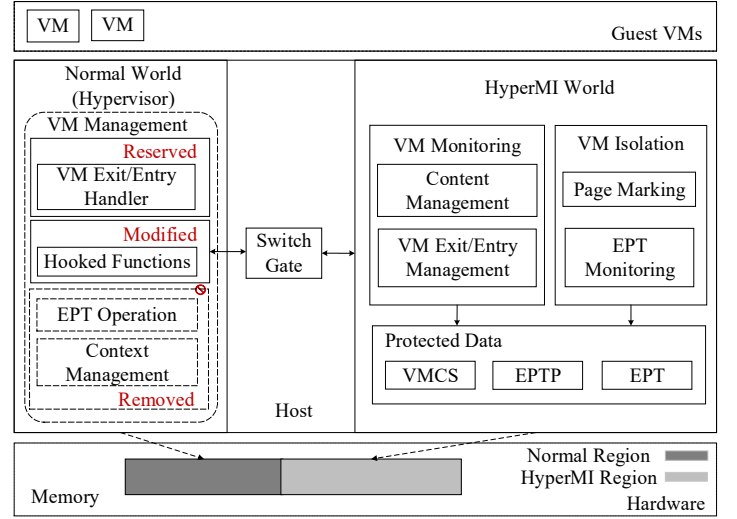 VM
VM
Guest VMs
Normal World
(Hypervisor)
VM Management
Reserved
VM Exit/Entry
Handler
Modified
Hooked Functions
EPT Operation
Context
Management
Removed
Switch
Gate
Host
HyperMI World
VM Monitoring
Content
Management
VM Exit/Entry
Management
VM Isolation
Page Marking
EPT
Monitoring
Protected Data
VMCS
EPTP
EPT
Memory
Normal Region
HyperMI Region
Hardware